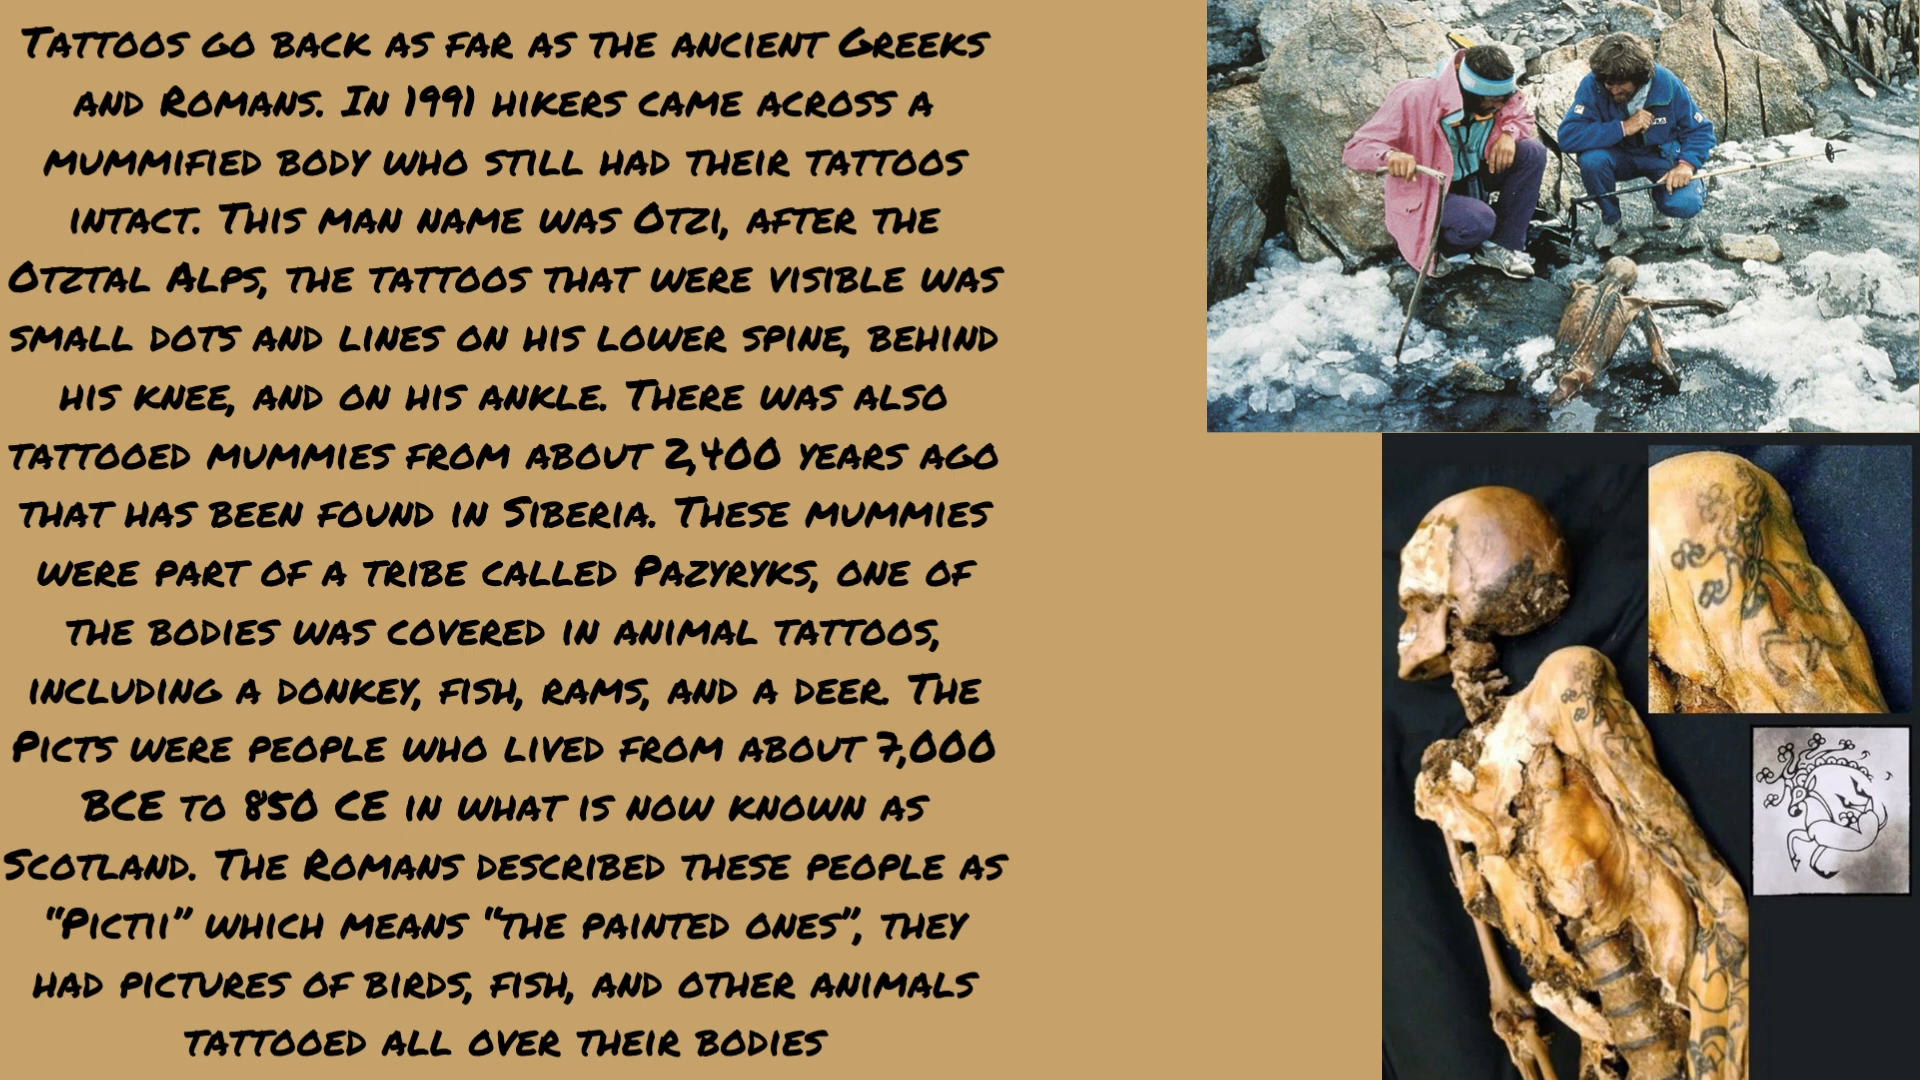 Tattoos go back as far as the ancient Greeks
and Romans. In 1991 hikers came across a
mummified body who still had their tattoos
intact. This man name was Otzi, after the
Otztal Alps, the tattoos that were visible was
small dots and lines on his lower spine, behind
his knee, and on his ankle. There was also
tattooed mummies from about 2,400 years ago
that has been found in Siberia. These mummies
were part of a tribe called Pazyryks, one of
the bodies was covered in animal tattoos,
including a donkey, fish, rams, and a deer. The
Picts were people who lived from about 7,000
BCE to 850 CE in what is now known as
Scotland. The Romans described these people as
“Pictii” which means “the painted ones”, they
had pictures of birds, fish, and other animals
tattooed all over their bodies